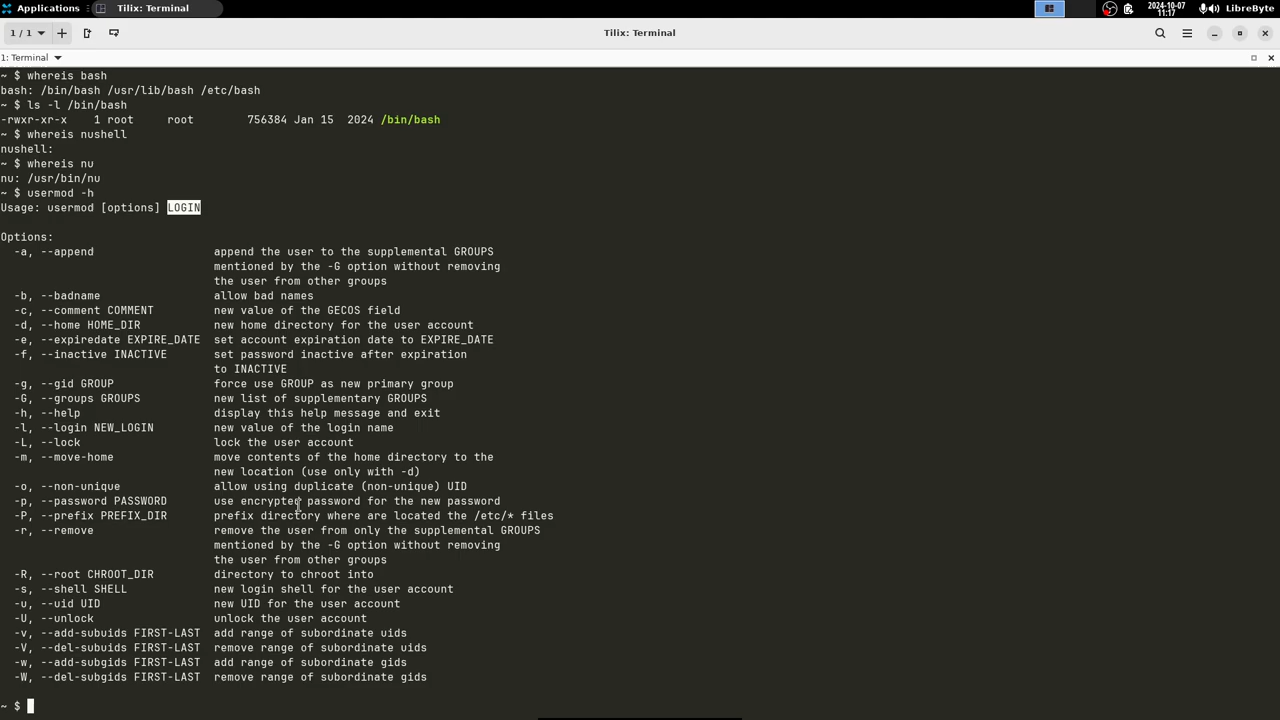 Applications Tilix: Terminal 2024-10-07 11:17 LibreByte
1 / 1 Tilix: Terminal
1: Terminal
~ $ whereis bash
bash: /bin/bash /usr/lib/bash /etc/bash
~ $ ls -l /bin/bash
-rwxr-xr-x    1 root     root        756384 Jan 15  2024 /bin/bash
~ $ whereis nushell
nushell:
~ $ whereis nu
nu: /usr/bin/nu
~ $ usermod -h
Usage: usermod [options] LOGIN

Options:
  -a, --append                  append the user to the supplemental GROUPS
                                mentioned by the -G option without removing
                                the user from other groups
  -b, --badname                 allow bad names
  -c, --comment COMMENT         new value of the GECOS field
  -d, --home HOME_DIR           new home directory for the user account
  -e, --expiredate EXPIRE_DATE  set account expiration date to EXPIRE_DATE
  -f, --inactive INACTIVE       set password inactive after expiration
                                to INACTIVE
  -g, --gid GROUP               force use GROUP as new primary group
  -G, --groups GROUPS           new list of supplementary GROUPS
  -h, --help                    display this help message and exit
  -l, --login NEW_LOGIN         new value of the login name
  -L, --lock                    lock the user account
  -m, --move-home               move contents of the home directory to the
                                new location (use only with -d)
  -o, --non-unique              allow using duplicate (non-unique) UID
  -p, --password PASSWORD       use encrypted password for the new password
  -P, --prefix PREFIX_DIR       prefix directory where are located the /etc/* files
  -r, --remove                  remove the user from only the supplemental GROUPS
                                mentioned by the -G option without removing
                                the user from other groups
  -R, --root CHROOT_DIR         directory to chroot into
  -s, --shell SHELL             new login shell for the user account
  -u, --uid UID                 new UID for the user account
  -U, --unlock                  unlock the user account
  -v, --add-subuids FIRST-LAST  add range of subordinate uids
  -V, --del-subuids FIRST-LAST  remove range of subordinate uids
  -w, --add-subgids FIRST-LAST  add range of subordinate gids
  -W, --del-subgids FIRST-LAST  remove range of subordinate gids

~ $